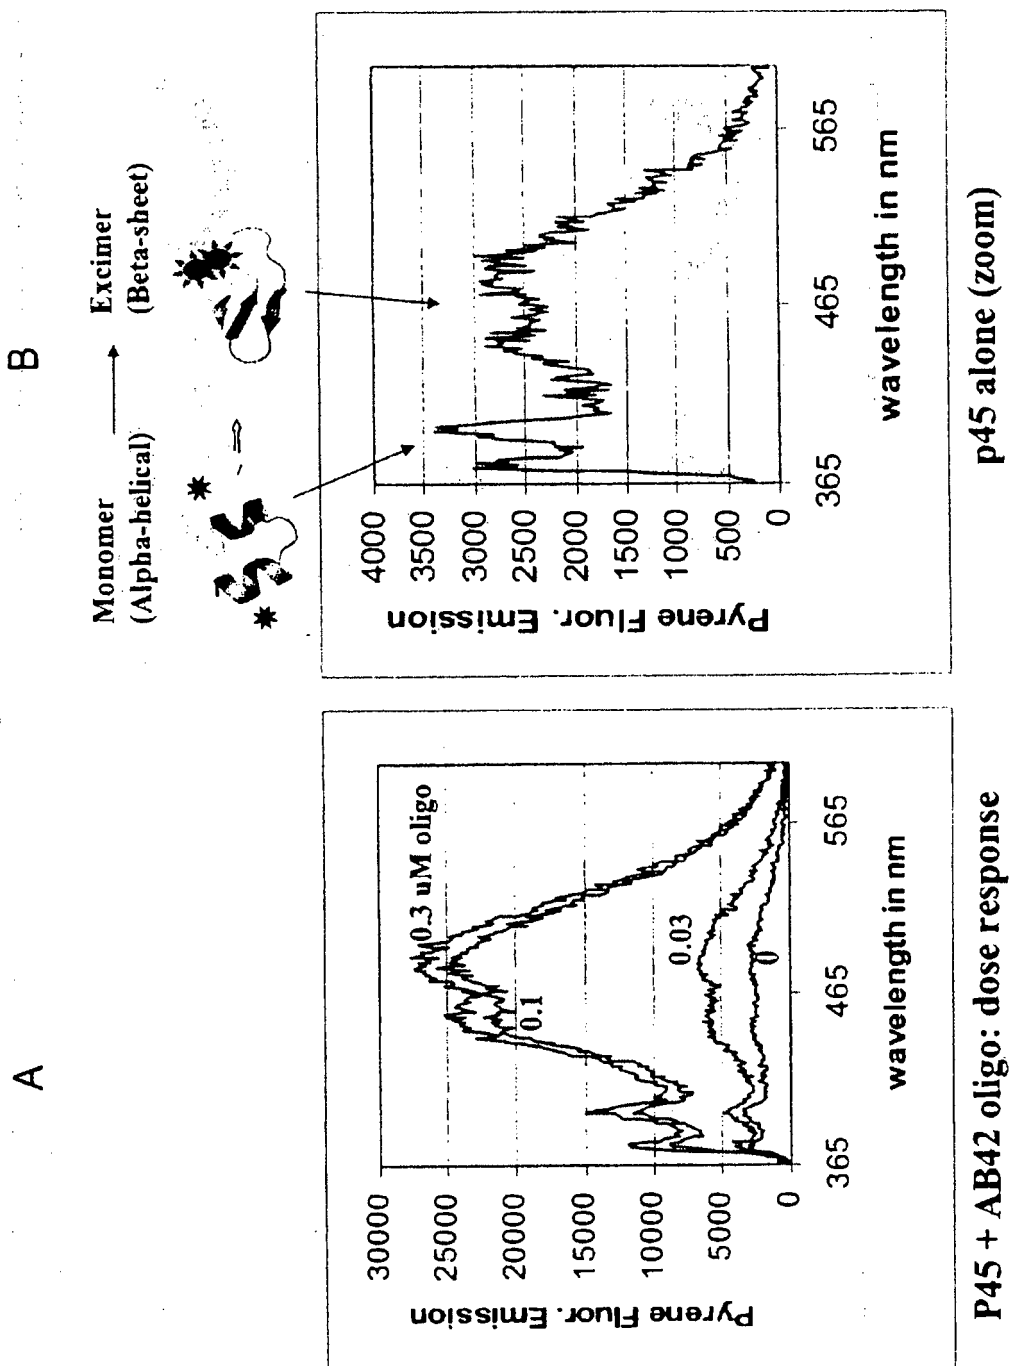 A
Pyrene Fluor. Emission
30000
25000
20000
15000
10000
5000
0
0.3 uM oligo
0.1
0.03
0
365
465
565
wavelength in nm
P45 + AB42 oligo: dose response
B
Monomer
(Alpha-helical)
Excimer
(Beta-sheet)
Pyrene Fluor. Emission
4000
3500
3000
2500
2000
1500
1000
500
0
365
465
565
wavelength in nm
p45 alone (zoom)